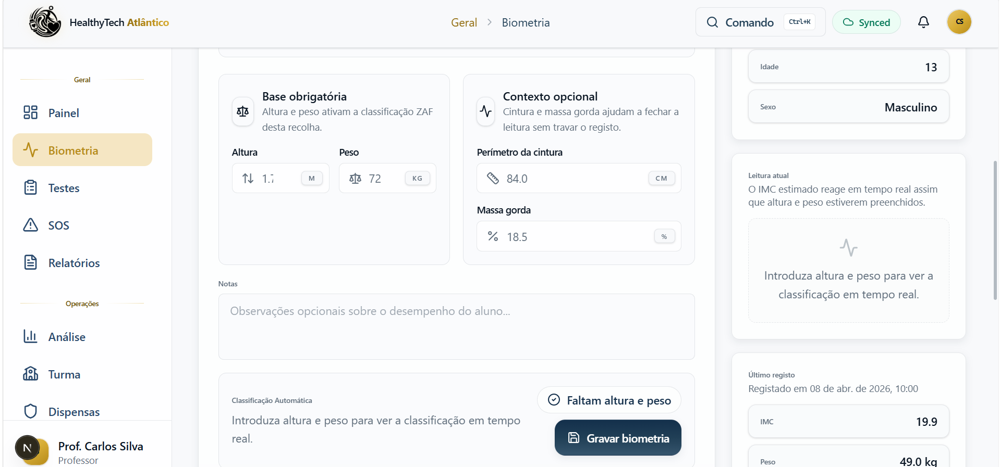 HealthyTech Atlântico
Geral > Biometria
Comando Ctrl+K
Synced
CS
Geral
Painel
Biometria
Testes
SOS
Relatórios
Operações
Análise
Turma
Dispensas
N
Prof. Carlos Silva
Professor
Base obrigatória
Altura e peso ativam a classificação ZAF
desta recolha.
Altura
Peso
1.7 M
72 KG
Contexto opcional
Cintura e massa gorda ajudam a fechar a
leitura sem travar o registo.
Perímetro da cintura
84.0 CM
Massa gorda
% 18.5 %
Notas
Observações opcionais sobre o desempenho do aluno...
Classificação Automática
Introduza altura e peso para ver a classificação em tempo
real.
Faltam altura e peso
Gravar biometria
Idade 13
Sexo Masculino
Leitura atual
O IMC estimado reage em tempo real assim
que altura e peso estiverem preenchidos.
Introduza altura e peso para ver a
classificação em tempo real.
Último registo
Registado em 08 de abr. de 2026, 10:00
IMC 19.9
Peso 49.0 kg